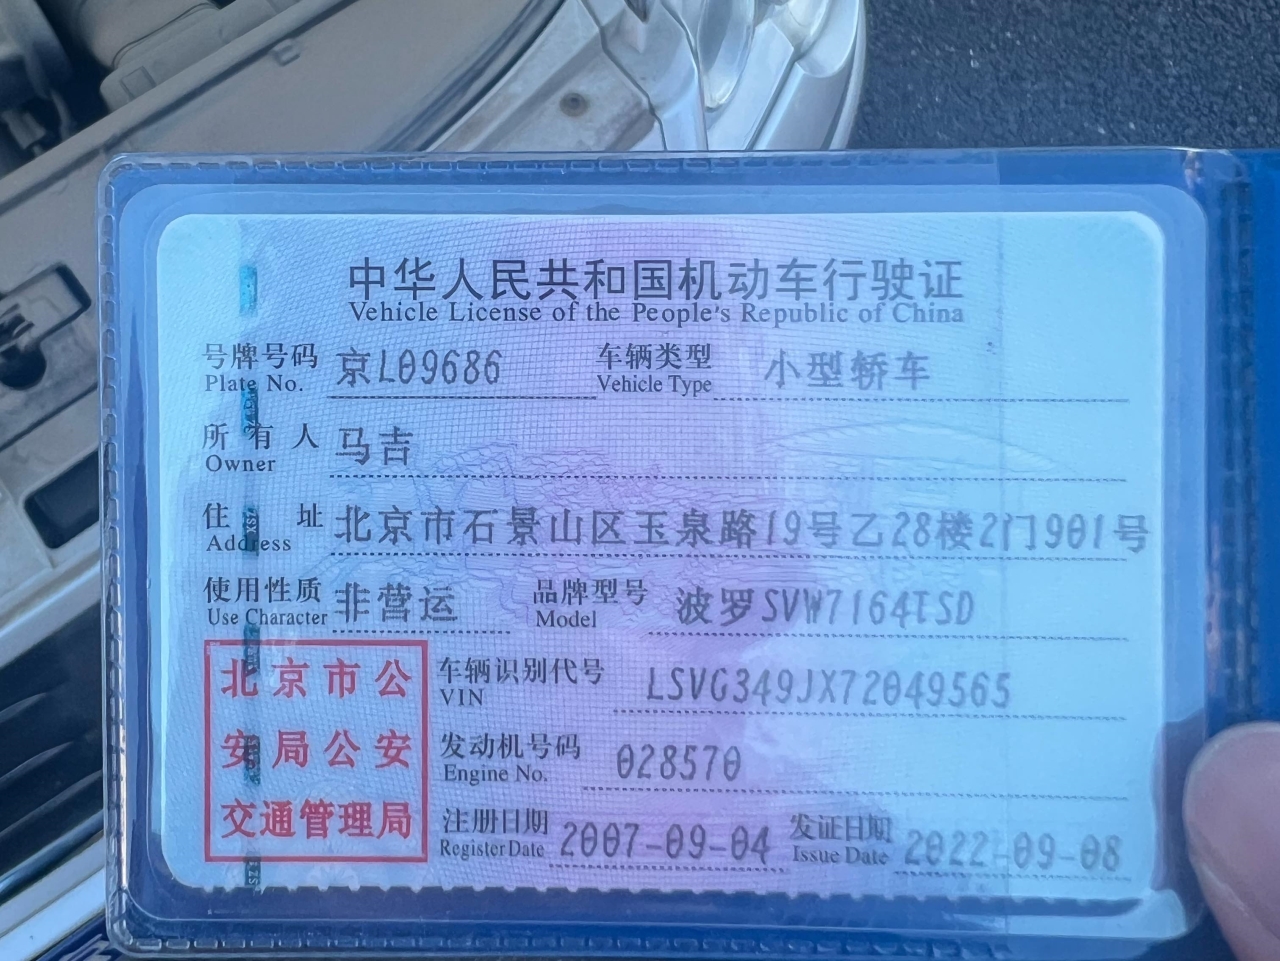 中华人民共和国机动车行驶证
Vehicle License of the People's Republic of China
号牌号码 京L09686 车辆类型 小型轿车
Plate No. Vehicle Type
所有人 马吉
Owner
住址 北京市石景山区玉泉路19号乙28楼2门901号
Address
使用性质 非营运 品牌型号 波罗SVW7164ESD
Use Character Model
北京市公
安局公安
交通管理局
车辆识别代号 LSVG349JX72049565
VIN
发动机号码 028570
Engine No.
注册日期 2007-09-04 发证日期 2022-09-08
Register Date Issue Date